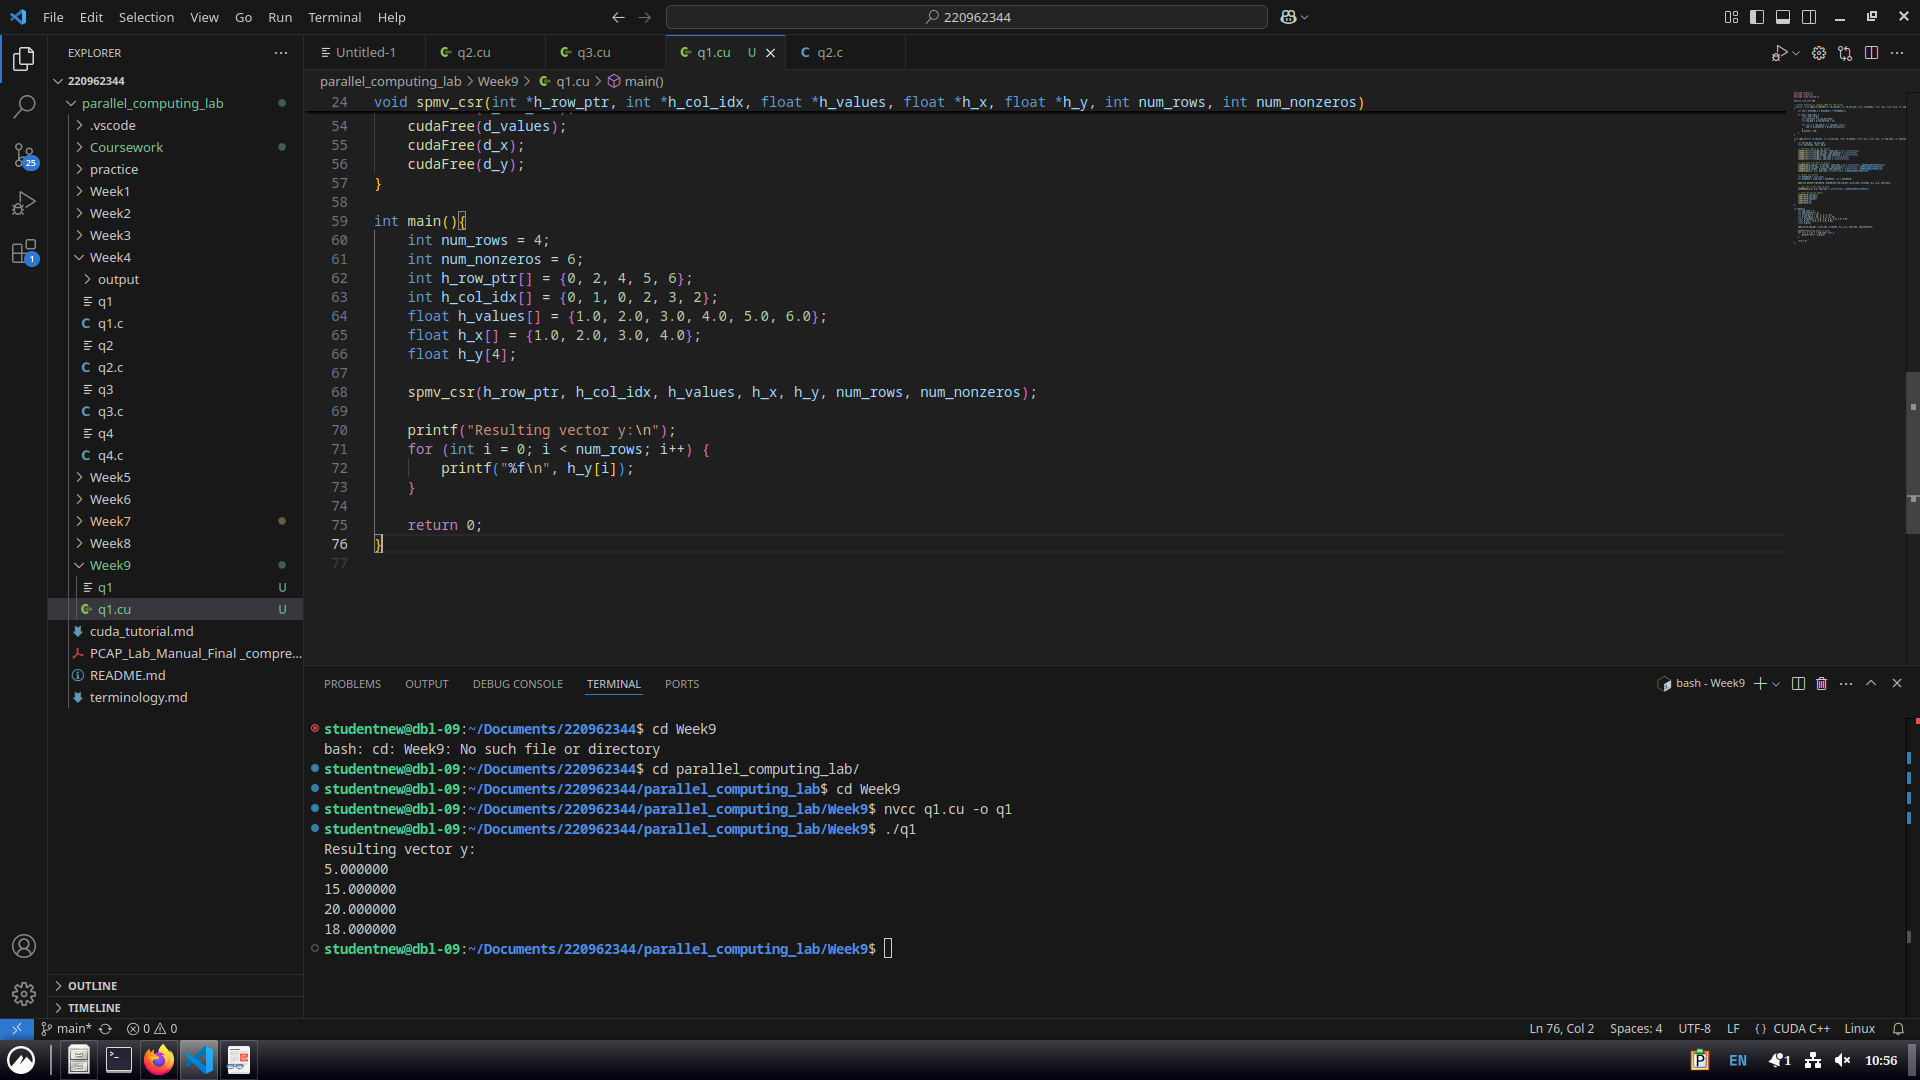 File Edit Selection View Go Run Terminal Help
220962344
EXPLORER
220962344
parallel_computing_lab
.vscode
Coursework
practice
Week1
Week2
Week3
Week4
output
q1
q1.c
q2
q2.c
q3
q3.c
q4
q4.c
Week5
Week6
Week7
Week8
Week9
q1 U
q1.cu U
cuda_tutorial.md
PCAP_Lab_Manual_Final _compre...
README.md
terminology.md
OUTLINE
TIMELINE
25
1
Untitled-1 q2.cu q3.cu q1.cu U q2.c
parallel_computing_lab > Week9 > q1.cu > main()
24 void spmv_csr(int *h_row_ptr, int *h_col_idx, float *h_values, float *h_x, float *h_y, int num_rows, int num_nonzeros)
54 cudaFree(d_values);
55 cudaFree(d_x);
56 cudaFree(d_y);
57 }
58
59 int main(){
60 int num_rows = 4;
61 int num_nonzeros = 6;
62 int h_row_ptr[] = {0, 2, 4, 5, 6};
63 int h_col_idx[] = {0, 1, 0, 2, 3, 2};
64 float h_values[] = {1.0, 2.0, 3.0, 4.0, 5.0, 6.0};
65 float h_x[] = {1.0, 2.0, 3.0, 4.0};
66 float h_y[4];
67
68 spmv_csr(h_row_ptr, h_col_idx, h_values, h_x, h_y, num_rows, num_nonzeros);
69
70 printf("Resulting vector y:\n");
71 for (int i = 0; i < num_rows; i++) {
72 printf("%f\n", h_y[i]);
73 }
74
75 return 0;
76 }
77
PROBLEMS OUTPUT DEBUG CONSOLE TERMINAL PORTS
bash - Week9
studentnew@dbl-09:~/Documents/220962344$ cd Week9
bash: cd: Week9: No such file or directory
studentnew@dbl-09:~/Documents/220962344$ cd parallel_computing_lab/
studentnew@dbl-09:~/Documents/220962344/parallel_computing_lab$ cd Week9
studentnew@dbl-09:~/Documents/220962344/parallel_computing_lab/Week9$ nvcc q1.cu -o q1
studentnew@dbl-09:~/Documents/220962344/parallel_computing_lab/Week9$ ./q1
Resulting vector y:
5.000000
15.000000
20.000000
18.000000
studentnew@dbl-09:~/Documents/220962344/parallel_computing_lab/Week9$
main* 0 0
Ln 76, Col 2 Spaces: 4 UTF-8 LF {} CUDA C++ Linux
EN 1 10:56